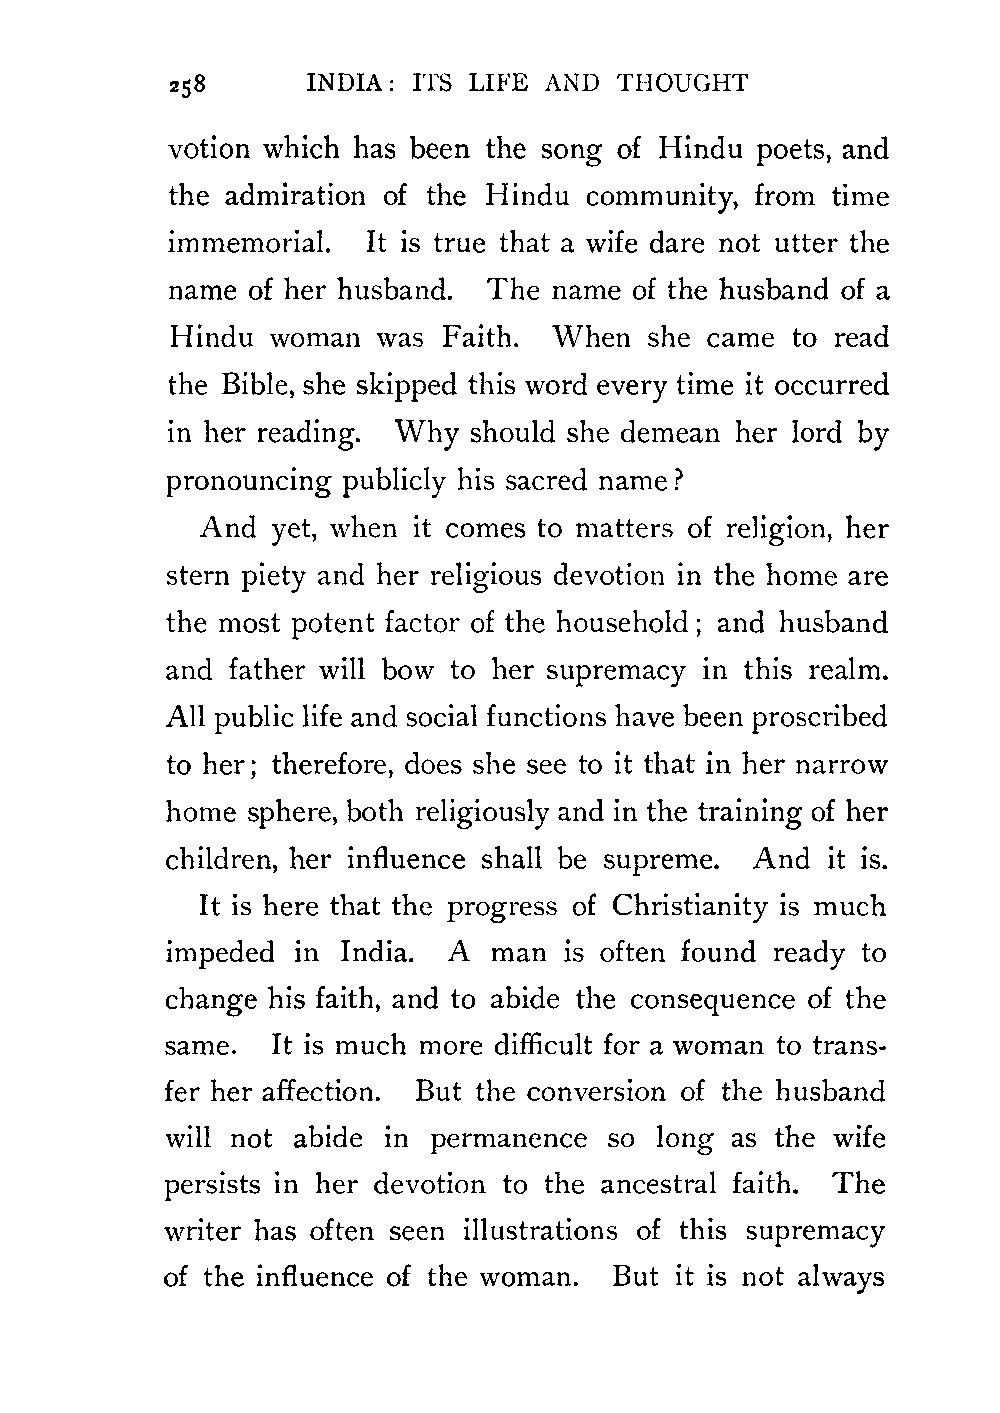 258 INDIA: ITS LIFE AND THOUGHT
votion which has been the song of Hindu poets, and
the admiration of the Hindu community, from time
immemorial. It is true that a wife dare not utter the
name of her husband. The name of the husband of a
Hindu woman was Faith. When she came to read
the Bible, she skipped this word every time it occurred
in her reading. Why should she demean her lord by
pronouncing publicly his sacred name?
And yet, when it comes to matters of religion, her
stern piety and her religious devotion in the home are
the most potent factor of the household; and husband
and father will bow to her supremacy in this realm.
All public life and social functions have been proscribed
to her; therefore, does she see to it that in her narrow
home sphere, both religiously and in the training of her
children, her influence shall be supreme. And it is.
It is here that the progress of Christianity is much
impeded in India. A man is often found ready to
change his faith, and to abide the consequence of the
same. It is much more difficult for a woman to trans-
fer her affection. But the conversion of the husband
will not abide in permanence so long as the wife
persists in her devotion to the ancestral faith. The
writer has often seen illustrations of this supremacy
of the influence of the woman. But it is not always